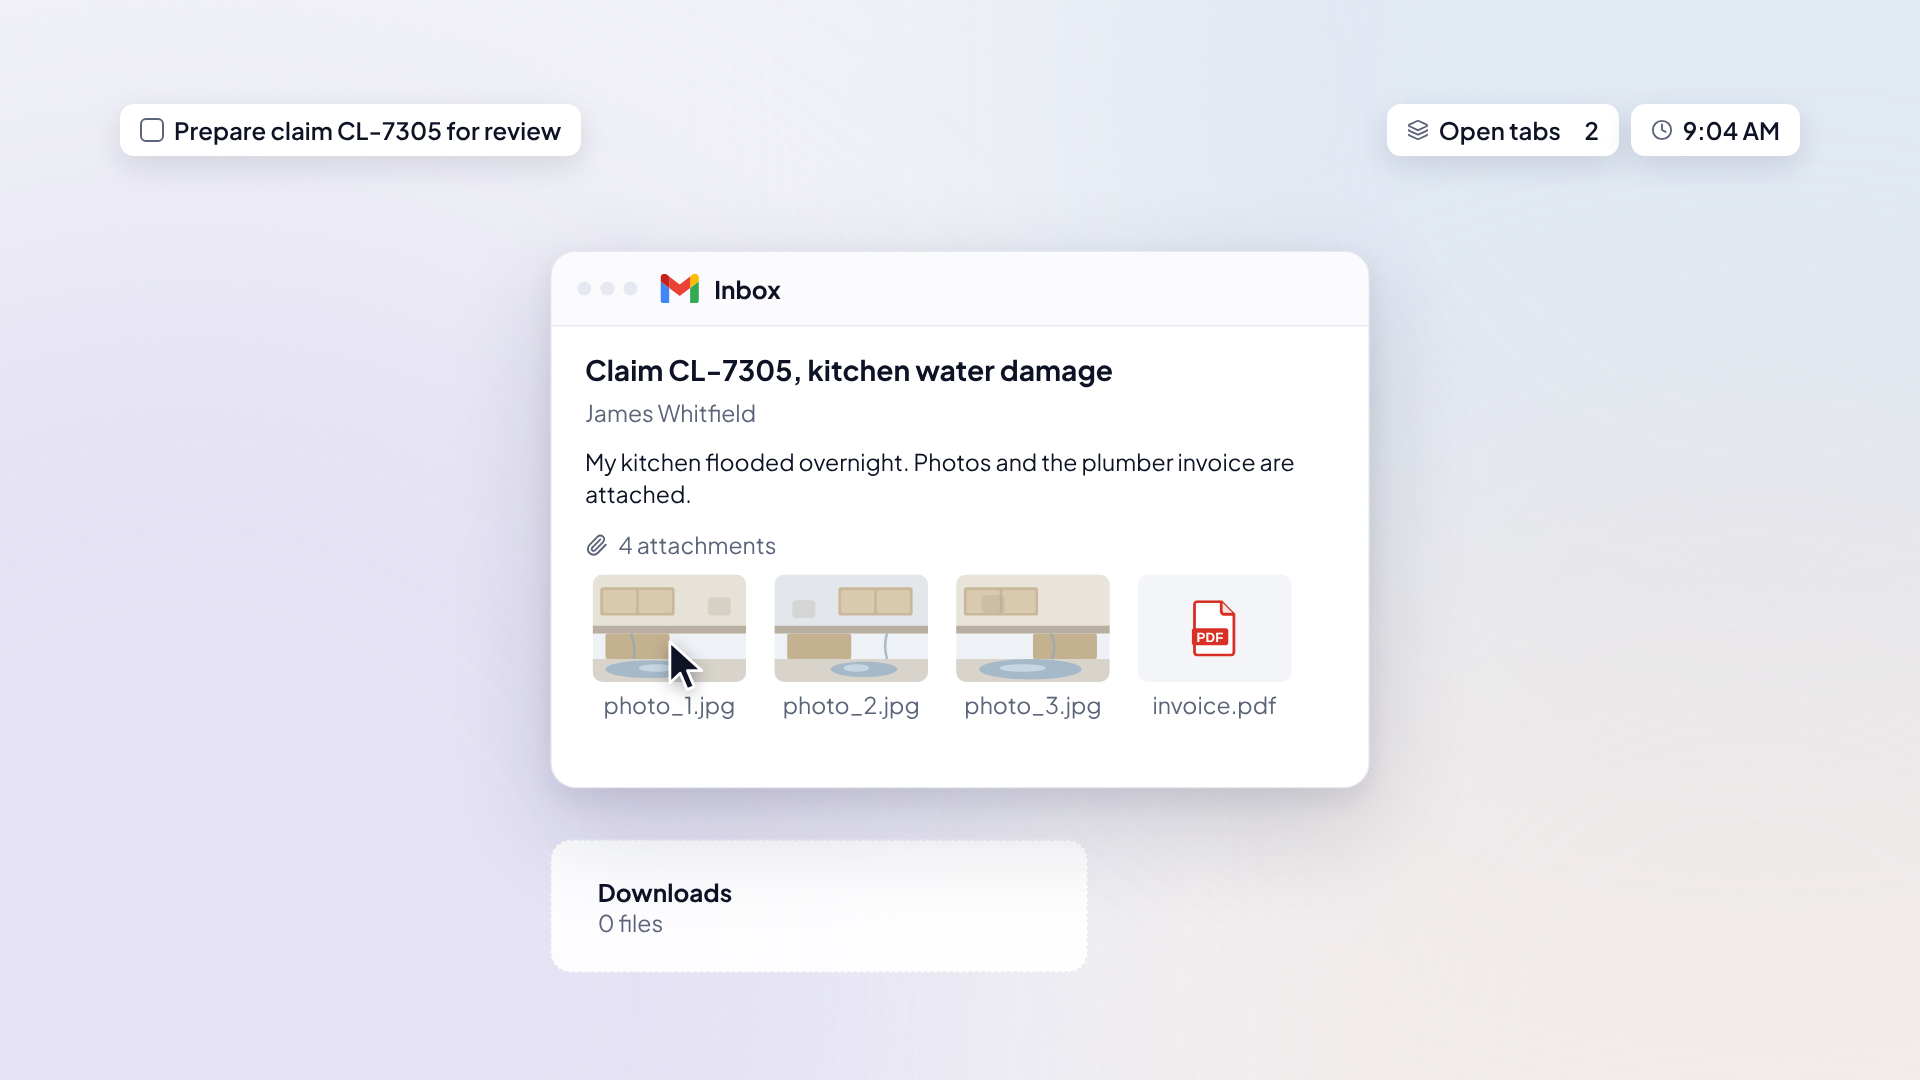 Prepare claim CL-7305 for review
Open tabs 2
9:04 AM
Inbox
Claim CL-7305, kitchen water damage
James Whitfield
My kitchen flooded overnight. Photos and the plumber invoice are
attached.
4 attachments
PDF
photo_1.jpg
photo_2.jpg
photo_3.jpg
invoice.pdf
Downloads
0 files